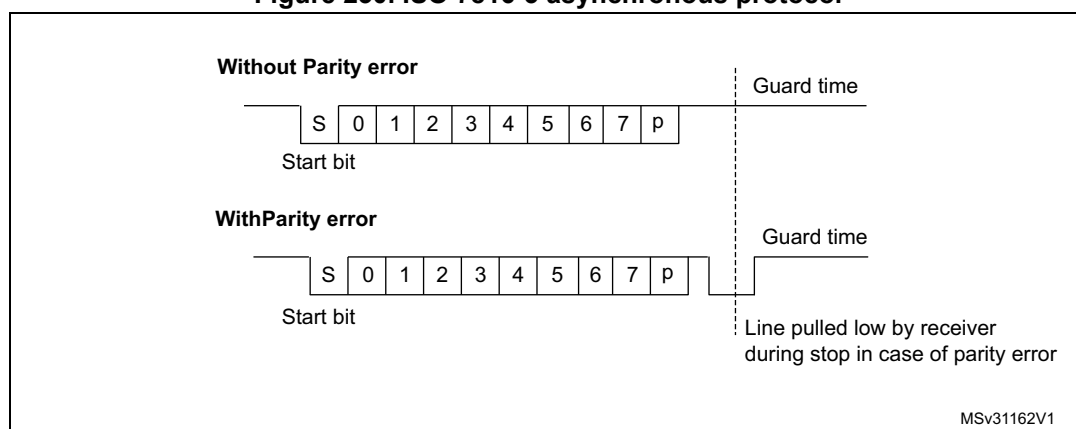 Without Parity error
Guard time
S 0 1 2 3 4 5 6 7 p
Start bit
WithParity error
Guard time
S 0 1 2 3 4 5 6 7 p
Start bit
Line pulled low by receiver
during stop in case of parity error
MSv31162V1